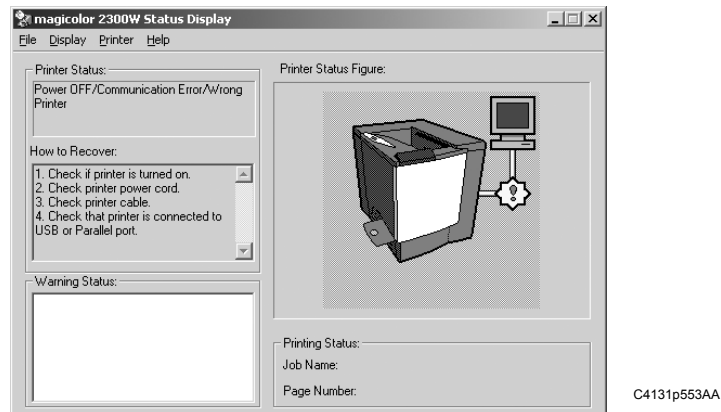 magicolor 2300W Status Display
File Display Printer Help
Printer Status:
Power OFF/Communication Error/Wrong
Printer
How to Recover:
1. Check if printer is turned on.
2. Check printer power cord.
3. Check printer cable.
4. Check that printer is connected to
USB or Parallel port.
Warning Status:
Printer Status Figure:
Printing Status:
Job Name:
Page Number:
C4131p553AA